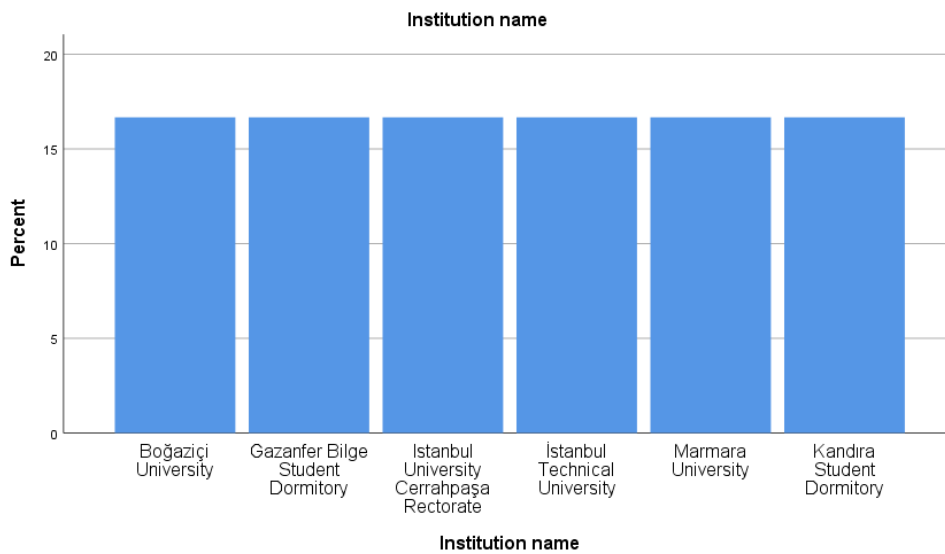 Institution name
20
15
10
5
0
Percent
Boğaziçi
University
Gazanfer Bilge
Student
Dormitory
Istanbul
University
Cerrahpaşa
Rectorate
İstanbul
Technical
University
Marmara
University
Kandıra
Student
Dormitory
Institution name